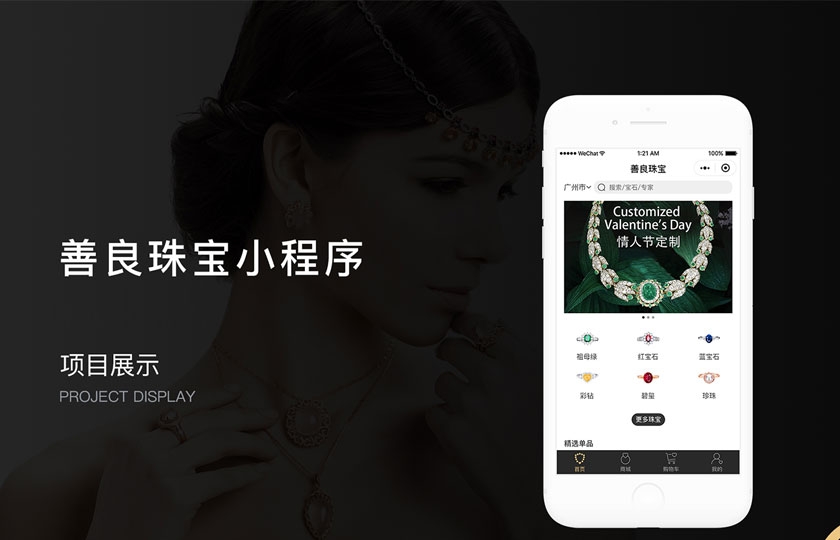 善良珠宝小程序
项目展示
PROJECT DISPLAY
WeChat 1:21 AM 100%
善良珠宝
广州市 搜索/宝石/专家
Customized
Valentine's Day
情人节定制
祖母绿 红宝石 蓝宝石
彩钻 碧玺 珍珠
更多珠宝
精选单品
首页 商城 购物车 我的